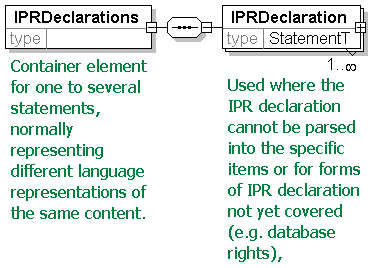 IPRDeclarations
type
Container element
for one to several
statements,
normally
representing
different language
representations of
the same content.
IPRDeclaration
type StatementT
1..∞
Used where the
IPR declaration
cannot be parsed
into the specific
items or for forms
of IPR declaration
not yet covered
(e.g. database
rights),